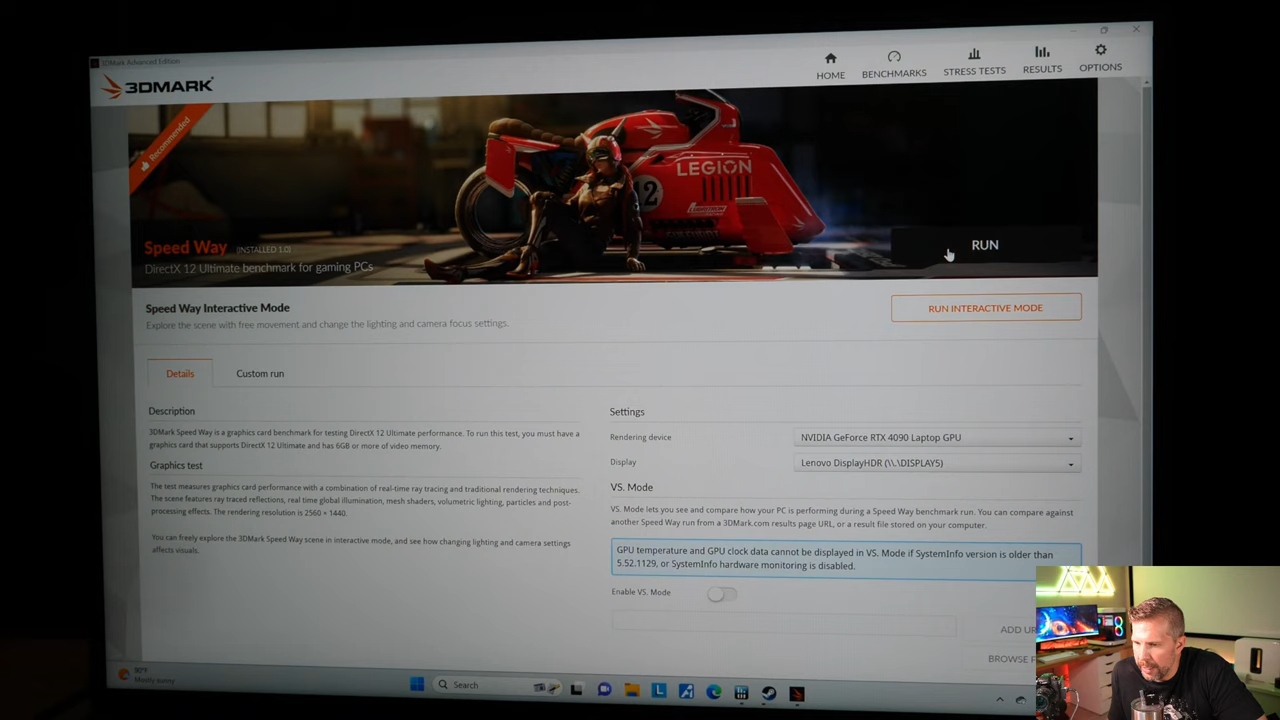 3DMark Advanced Edition
3DMARK
HOME
BENCHMARKS
STRESS TESTS
RESULTS
OPTIONS
Recommended
LEGION
12
Speed Way (INSTALLED 1.0)
DirectX 12 Ultimate benchmark for gaming PCs
RUN
Speed Way Interactive Mode
Explore the scene with free movement and change the lighting and camera focus settings.
RUN INTERACTIVE MODE
Details
Custom run
Description
3DMark Speed Way is a graphics card benchmark for testing DirectX 12 Ultimate performance. To run this test, you must have a
graphics card that supports DirectX 12 Ultimate and has 6GB or more of video memory.
Graphics test
The test measures graphics card performance with a combination of real-time ray tracing and traditional rendering techniques.
The scene features ray traced reflections, real time global illumination, mesh shaders, volumetric lighting, particles and post-
processing effects. The rendering resolution is 2560 × 1440.
You can freely explore the 3DMark Speed Way scene in interactive mode, and see how changing lighting and camera settings
affects visuals.
Settings
Rendering device
NVIDIA GeForce RTX 4090 Laptop GPU
Display
Lenovo DisplayHDR (\\.\DISPLAY5)
VS. Mode
VS. Mode lets you see and compare how your PC is performing during a Speed Way benchmark run. You can compare against
another Speed Way run from a 3DMark.com results page URL, or a result file stored on your computer.
GPU temperature and GPU clock data cannot be displayed in VS. Mode if SystemInfo version is older than
5.52.1129, or SystemInfo hardware monitoring is disabled.
Enable VS. Mode
ADD UR
BROWSE F
80°F
Mostly sunny
Search